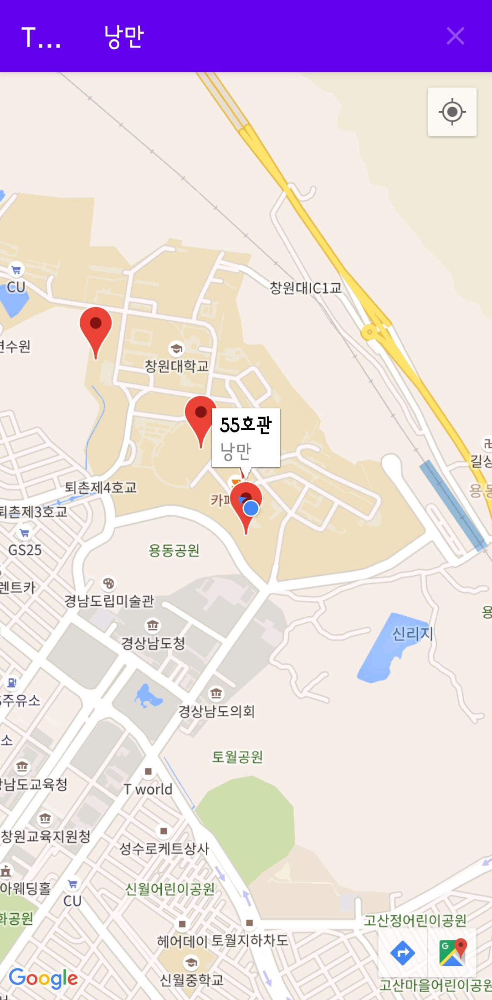 T... 낭만
창원대IC1교
CU
변수원
창원대학교
55호관
낭만
길상
용동
퇴촌제4호교
카페
퇴촌제3호교
GS25
용동공원
렌트카
경남도립미술관
용
신리지
경상남도청
주유소
경상남도의회
소
토월공원
남도교육청
T world
창원교육지원청
성수로케트상사
아웨딩홀
신월어린이공원
CU
화공원
고산정어린이공원
헤어데이
토월지하차도
G
Google
신월중학교
고산마을어린이공원